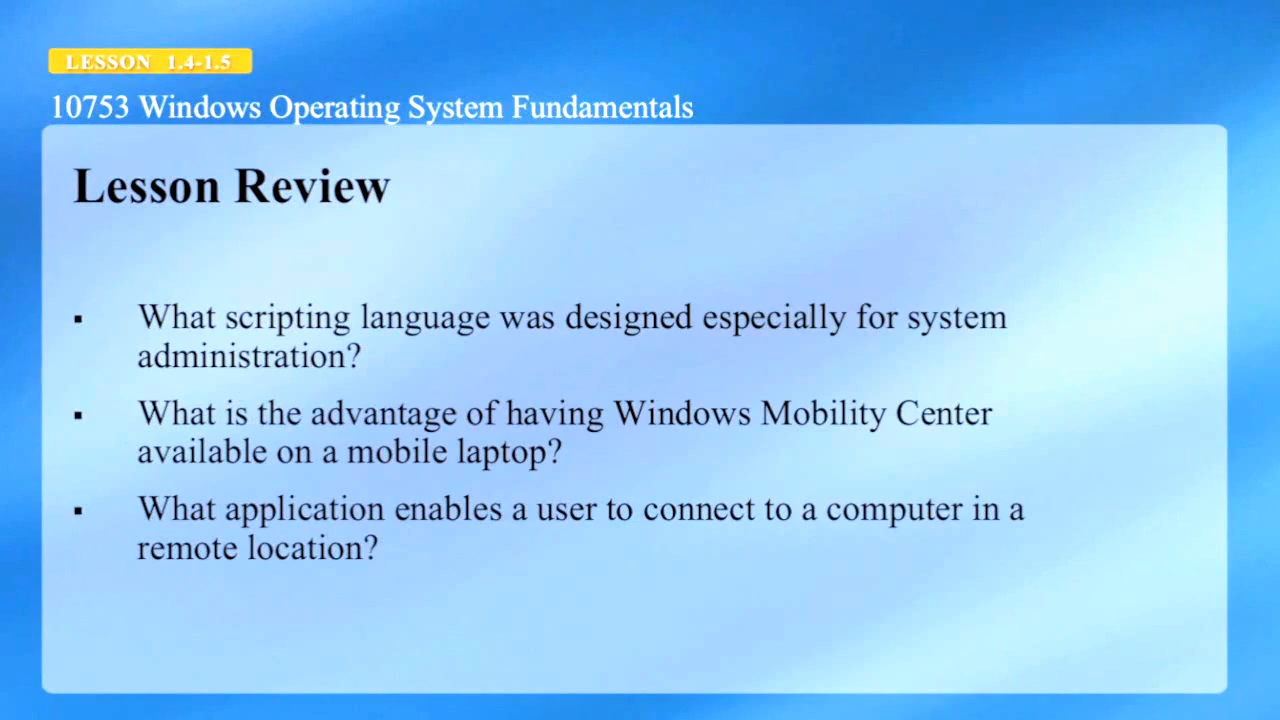 LESSON 1.4-1.5
10753 Windows Operating System Fundamentals
Lesson Review
▪ What scripting language was designed especially for system
administration?
▪ What is the advantage of having Windows Mobility Center
available on a mobile laptop?
▪ What application enables a user to connect to a computer in a
remote location?